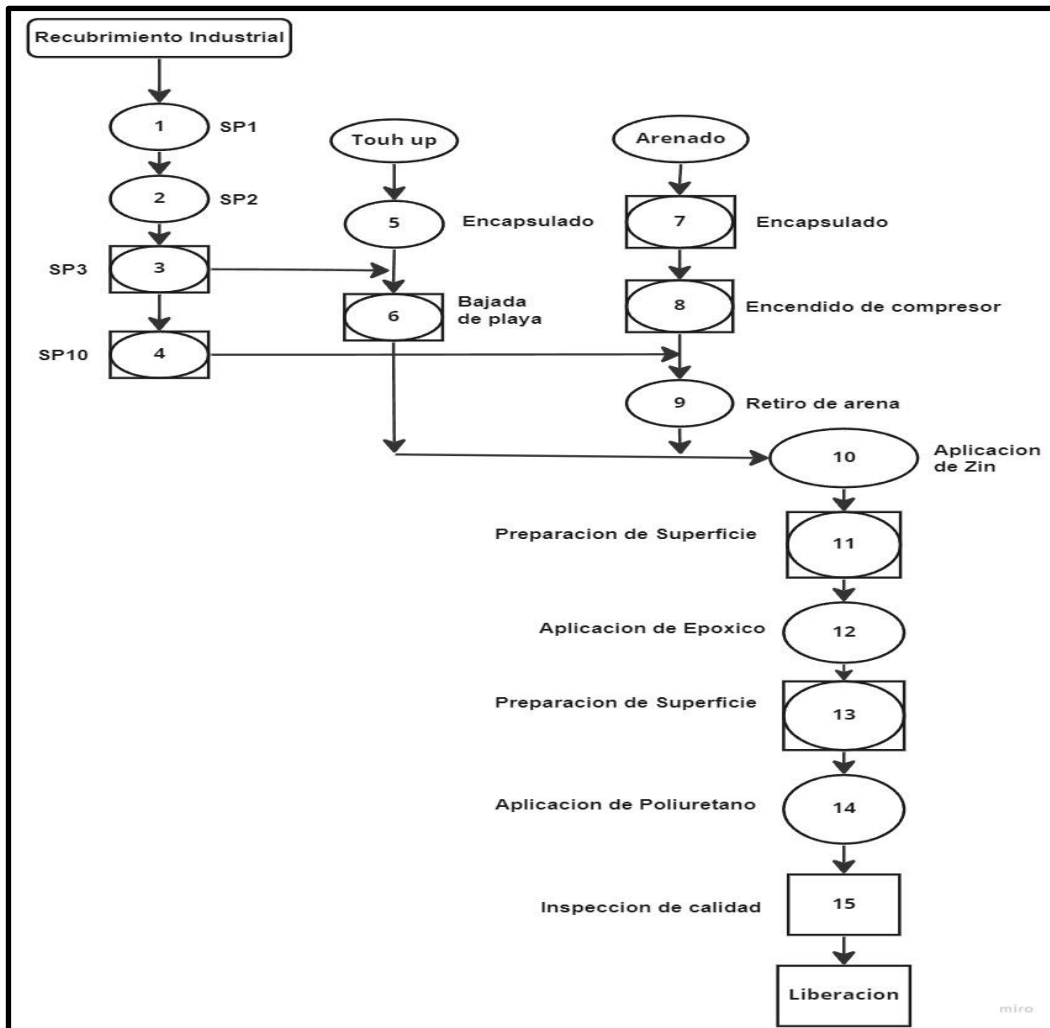 Recubrimiento Industrial
1
SP1
Touh up
Arenado
2
SP2
5
Encapsulado
7
Encapsulado
SP3
3
6
Bajada
de playa
8
Encendido de compresor
SP10
4
9
Retiro de arena
10
Aplicacion
de Zin
Preparacion de Superficie
11
Aplicacion de Epoxico
12
Preparacion de Superficie
13
Aplicacion de Poliuretano
14
Inspeccion de calidad
15
Liberacion
miro